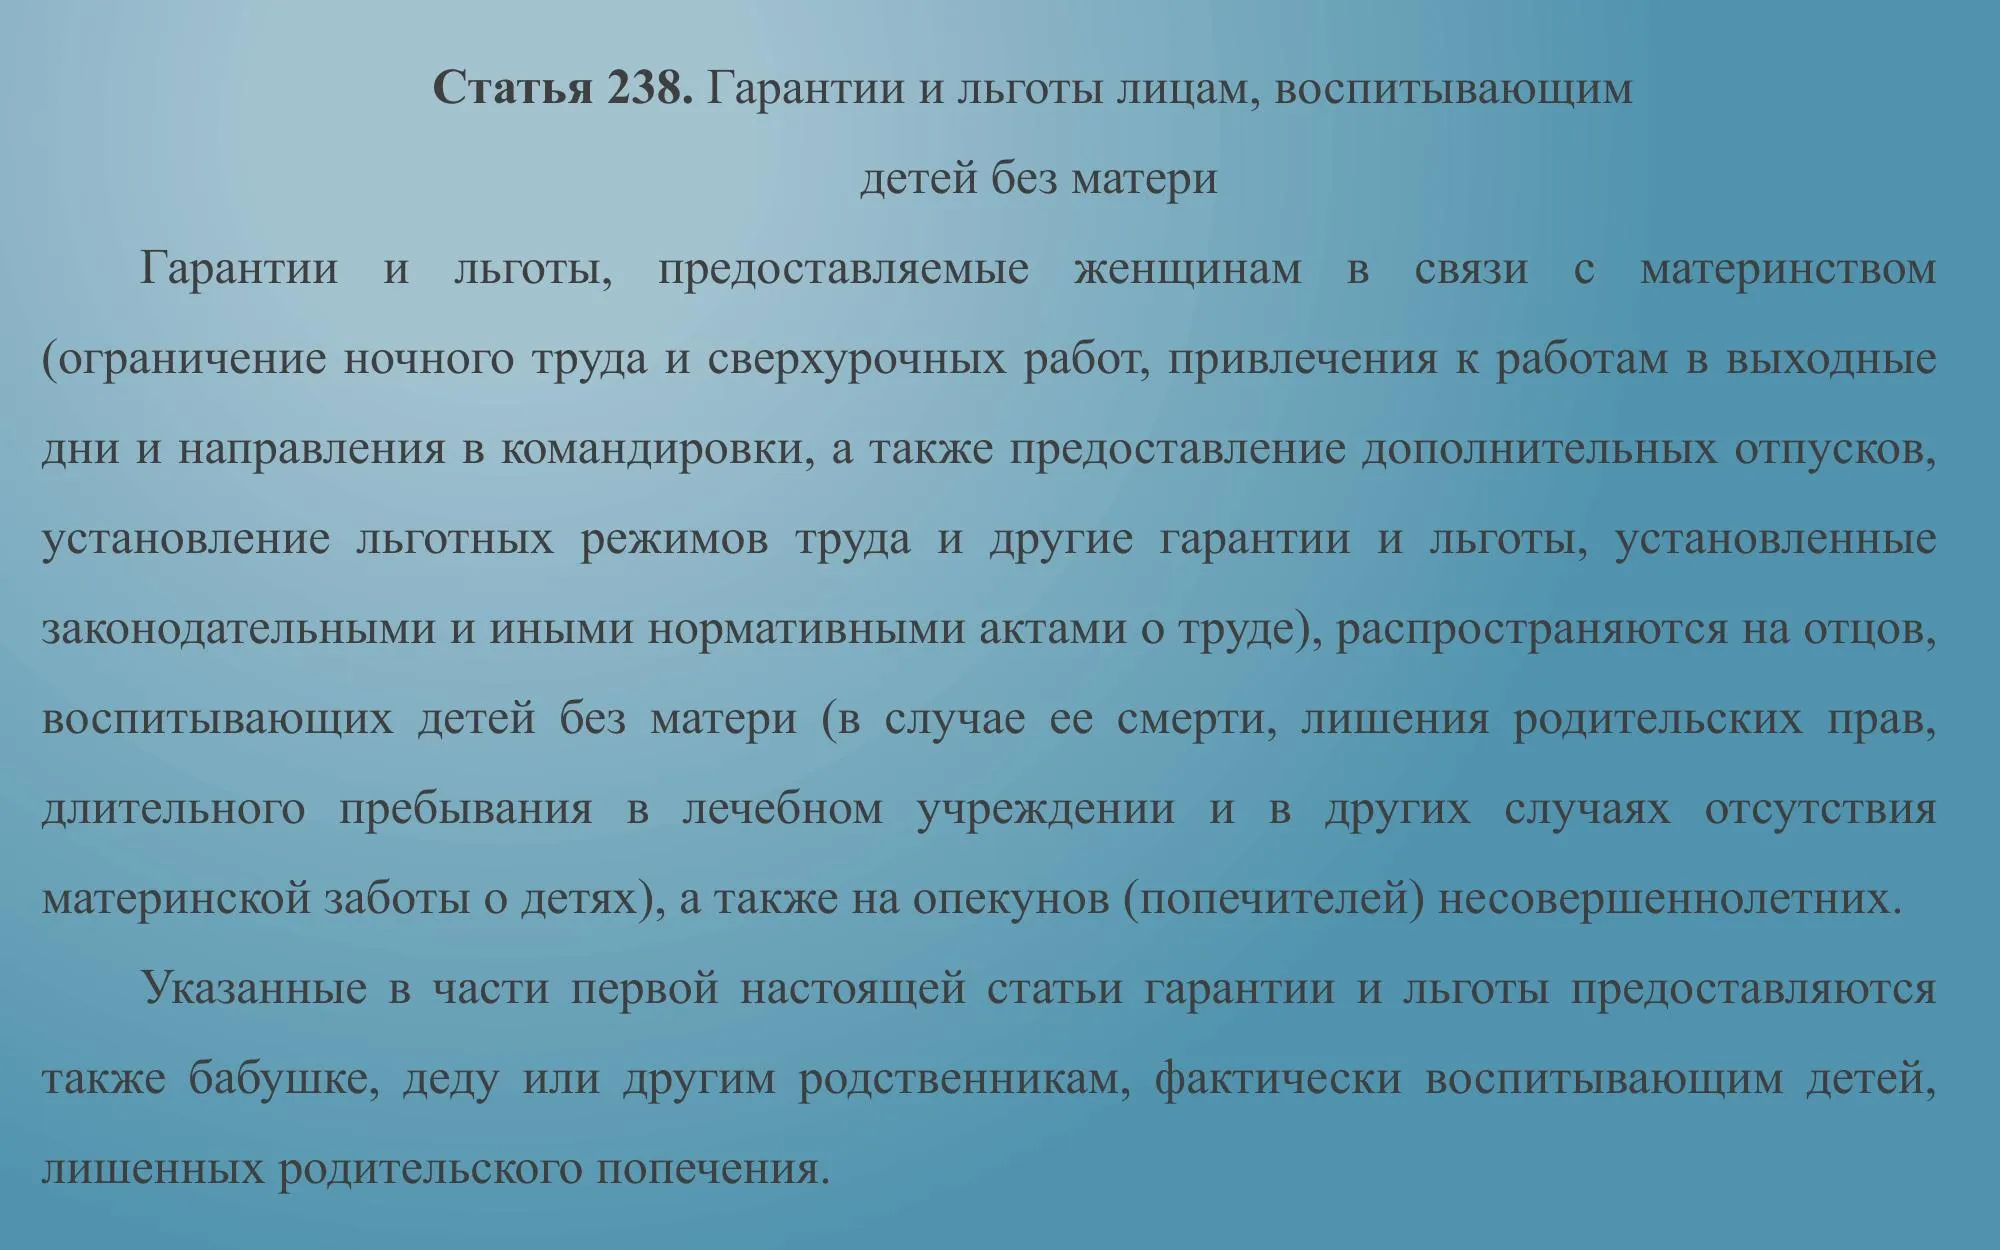 Статья 238. Гарантии и льготы лицам, воспитывающим
детей без матери
Гарантии и льготы, предоставляемые женщинам в связи с материнством
(ограничение ночного труда и сверхурочных работ, привлечения к работам в выходные
дни и направления в командировки, а также предоставление дополнительных отпусков,
установление льготных режимов труда и другие гарантии и льготы, установленные
законодательными и иными нормативными актами о труде), распространяются на отцов,
воспитывающих детей без матери (в случае ее смерти, лишения родительских прав,
длительного пребывания в лечебном учреждении и в других случаях отсутствия
материнской заботы о детях), а также на опекунов (попечителей) несовершеннолетних.
Указанные в части первой настоящей статьи гарантии и льготы предоставляются
также бабушке, деду или другим родственникам, фактически воспитывающим детей,
лишенных родительского попечения.